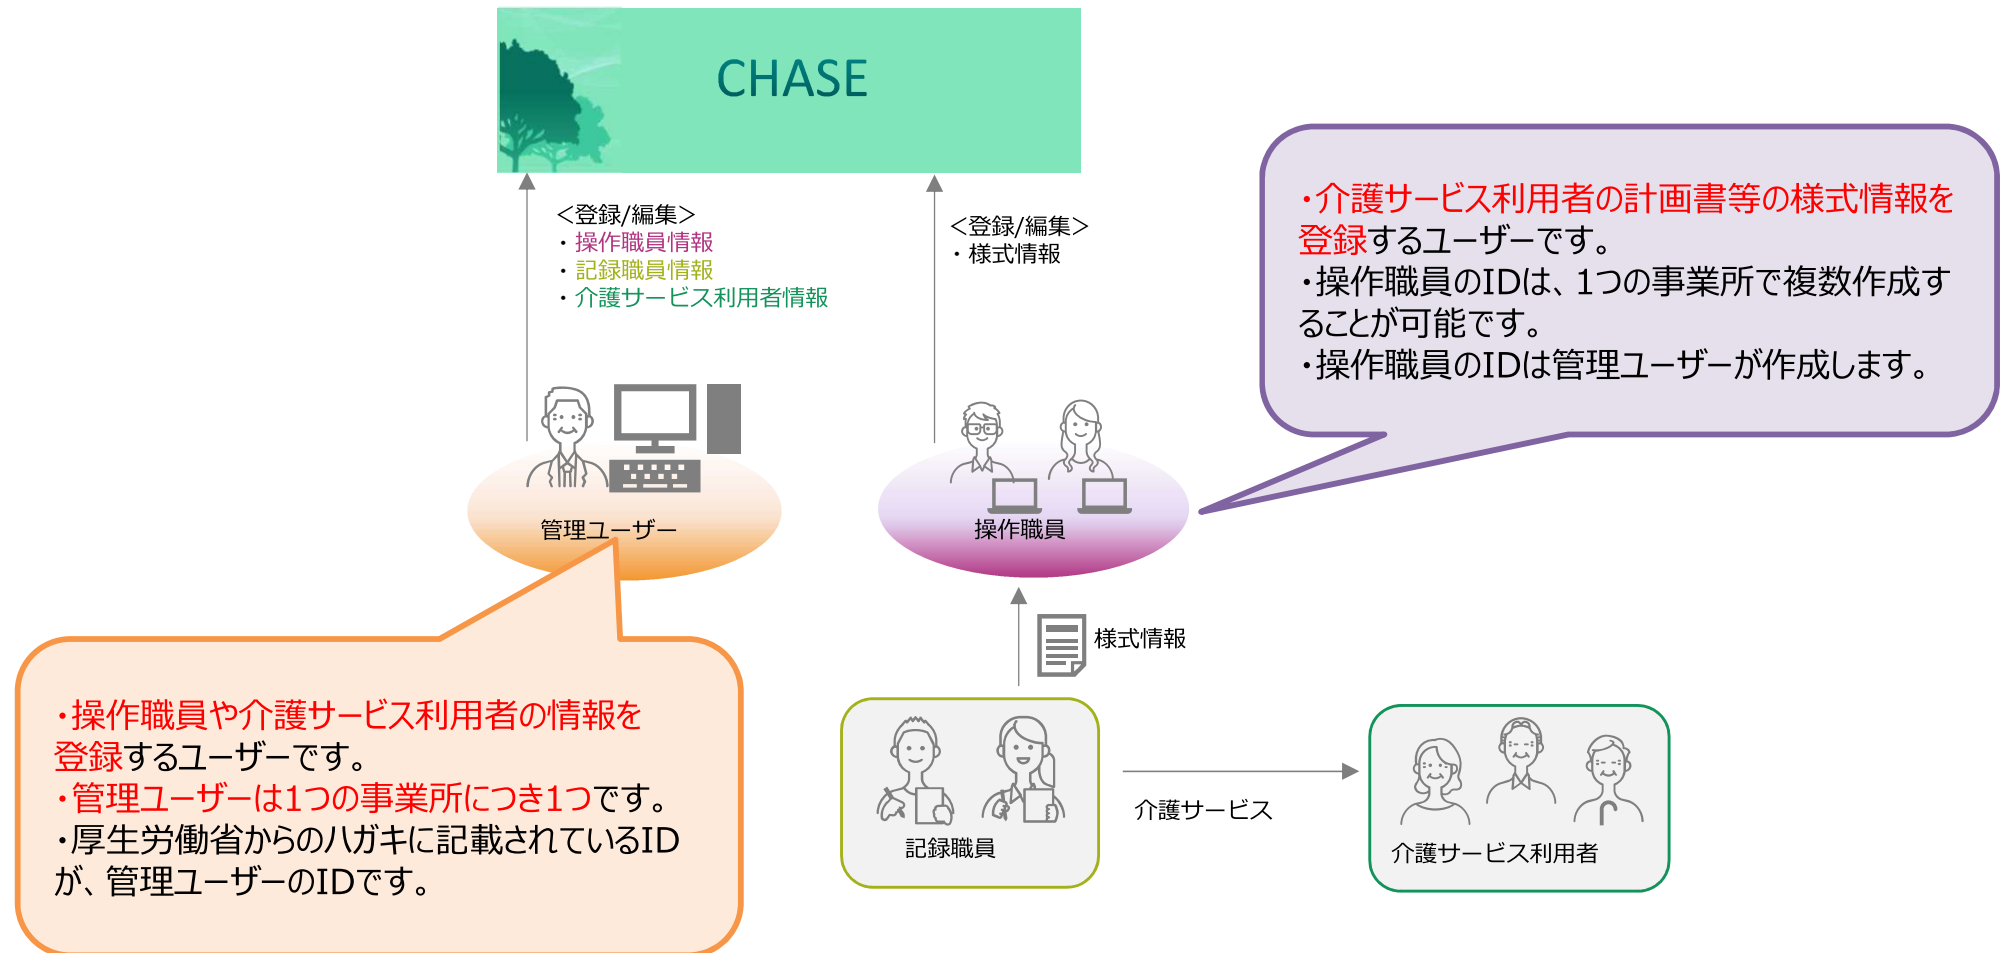 CHASE
＜登録/編集＞
・操作職員情報
・記録職員情報
・介護サービス利用者情報
＜登録/編集＞
・様式情報
・介護サービス利用者の計画書等の様式情報を
登録するユーザーです。
・操作職員のIDは、1つの事業所で複数作成す
ることが可能です。
・操作職員のIDは管理ユーザーが作成します。
管理ユーザー
操作職員
様式情報
・操作職員や介護サービス利用者の情報を
登録するユーザーです。
・管理ユーザーは1つの事業所につき1つです。
・厚生労働省からのハガキに記載されているID
が、管理ユーザーのIDです。
記録職員
介護サービス
介護サービス利用者